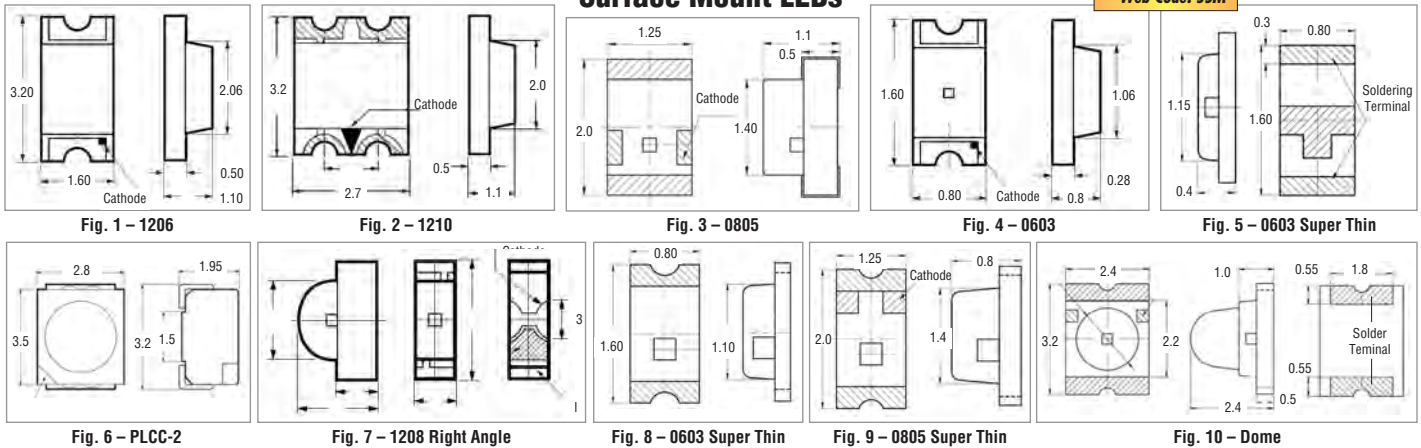 Surface Mount LEDs
3.20
1.60
2.06
0.50
1.10
Cathode
Fig. 1 – 1206
3.2
2.7
Cathode
2.0
0.5
1.1
Fig. 2 – 1210
1.25
1.1
0.5
Cathode
2.0
1.40
Fig. 3 – 0805
1.60
1.06
0.28
0.80
0.8
Cathode
Fig. 4 – 0603
0.3
0.80
1.15
1.60
Soldering
Terminal
0.4
Fig. 5 – 0603 Super Thin
2.8
1.95
3.5
3.2
1.5
Fig. 6 – PLCC-2
Cathode
3
Fig. 7 – 1208 Right Angle
0.80
1.60
1.10
Fig. 8 – 0603 Super Thin
1.25
0.8
Cathode
2.0
1.4
Fig. 9 – 0805 Super Thin
2.4
1.0
0.55
1.8
3.2
2.2
Solder
Teminal
0.55
0.5
2.4
Fig. 10 – Dome